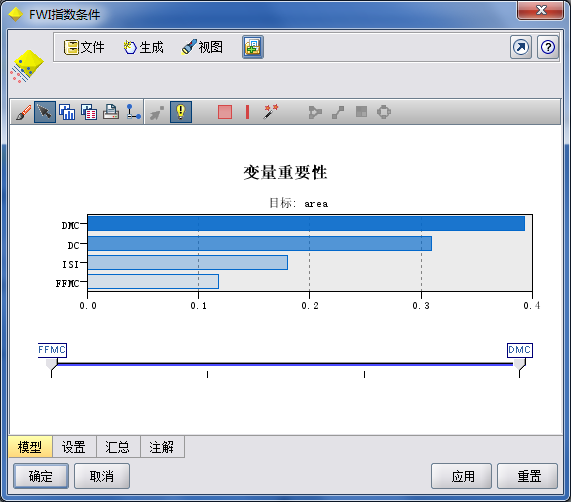 FWI指数条件
文件 生成 视图
变量重要性
目标: area
DMC
DC
ISI
FFMC
0.0 0.1 0.2 0.3 0.4
FFMC DMC
模型 设置 汇总 注解
确定 取消 应用 重置